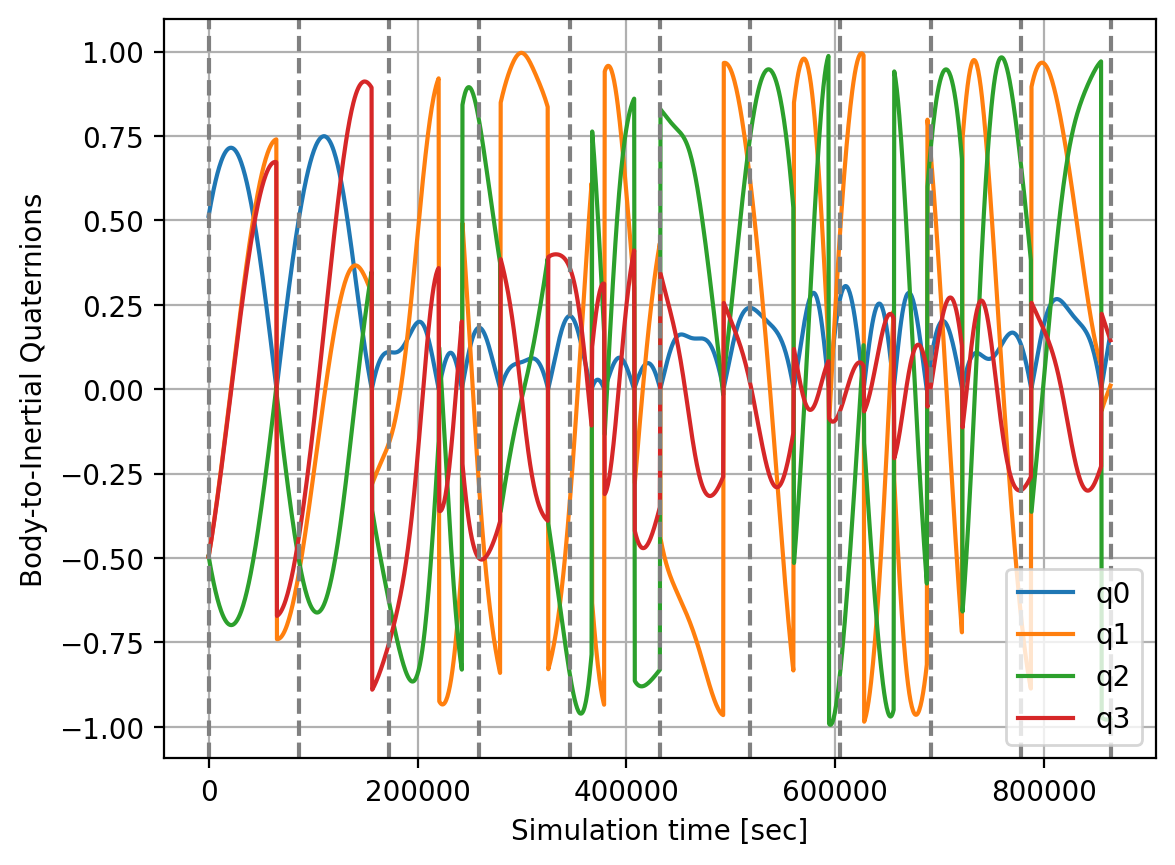 Body-to-Inertial Quaternions
1.00
0.75
0.50
0.25
0.00
−0.25
−0.50
−0.75
−1.00
q0
q1
q2
q3
0 200000 400000 600000 800000
Simulation time [sec]